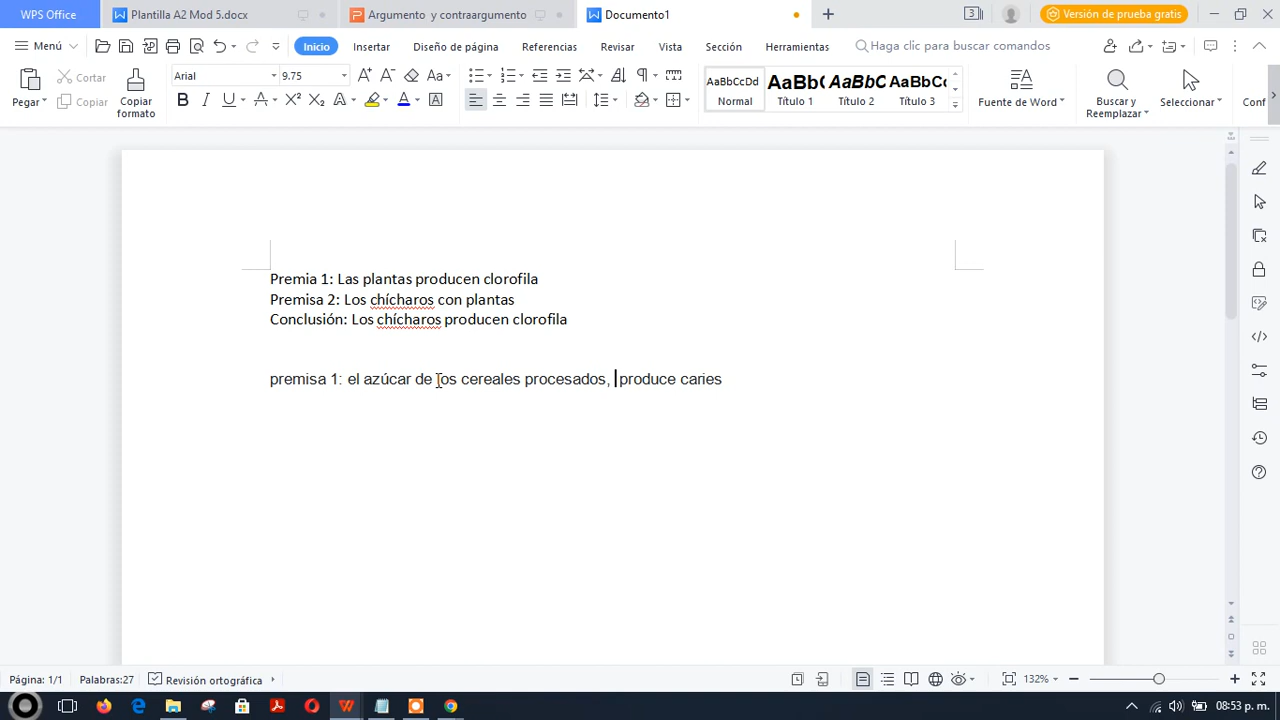 WPS Office
Plantilla A2 Mod 5.docx
Argumento y contraargumento
Documento1
3
Versión de prueba gratis
Menú
Inicio
Insertar
Diseño de página
Referencias
Revisar
Vista
Sección
Herramientas
Haga clic para buscar comandos
Pegar
Cortar
Copiar
Copiar formato
Arial
9.75
AaBbCcDd
Normal
AaBb(
Título 1
AaBbC
Título 2
AaBbC
Título 3
Fuente de Word
Buscar y Reemplazar
Seleccionar
Conf
Premia 1: Las plantas producen clorofila
Premisa 2: Los chícharos con plantas
Conclusión: Los chícharos producen clorofila
premisa 1: el azúcar de los cereales procesados, produce caries
Página: 1/1
Palabras:27
Revisión ortográfica
132%
08:53 p. m.